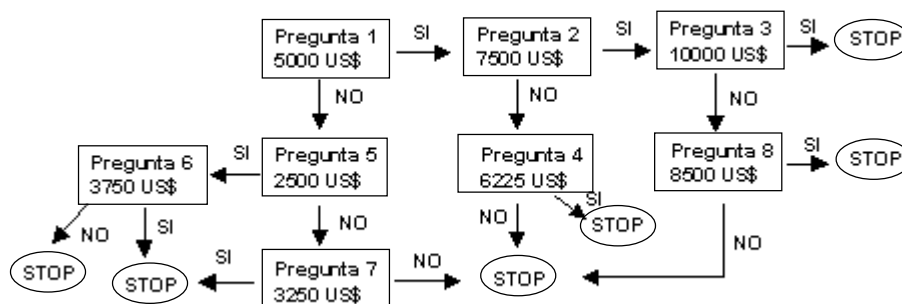 Pregunta 1
5000 US$
SI
Pregunta 2
7500 US$
SI
Pregunta 3
10000 US$
SI
STOP
NO
NO
NO
Pregunta 6
3750 US$
SI
Pregunta 5
2500 US$
Pregunta 4
6225 US$
SI
Pregunta 8
8500 US$
SI
STOP
NO
SI
NO
NO
STOP
NO
STOP
STOP
SI
Pregunta 7
3250 US$
NO
STOP